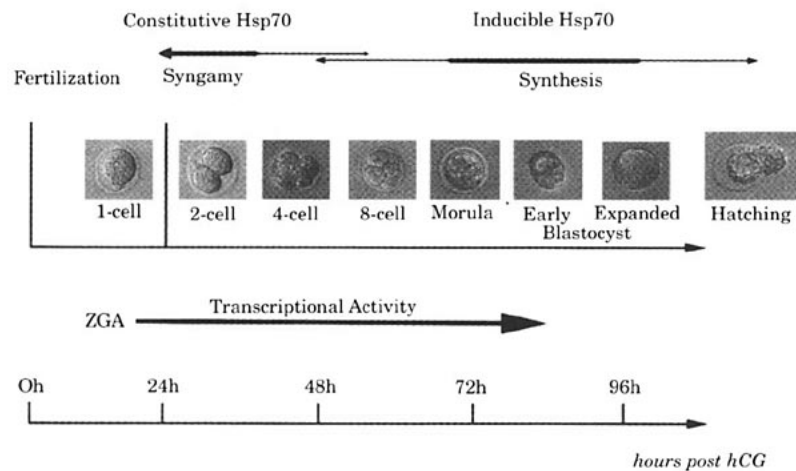 Constitutive Hsp70 Inducible Hsp70
Fertilization Syngamy Synthesis
1-cell 2-cell 4-cell 8-cell Morula Early Expanded Hatching
Blastocyst
ZGA Transcriptional Activity
Oh 24h 48h 72h 96h
hours post hCG